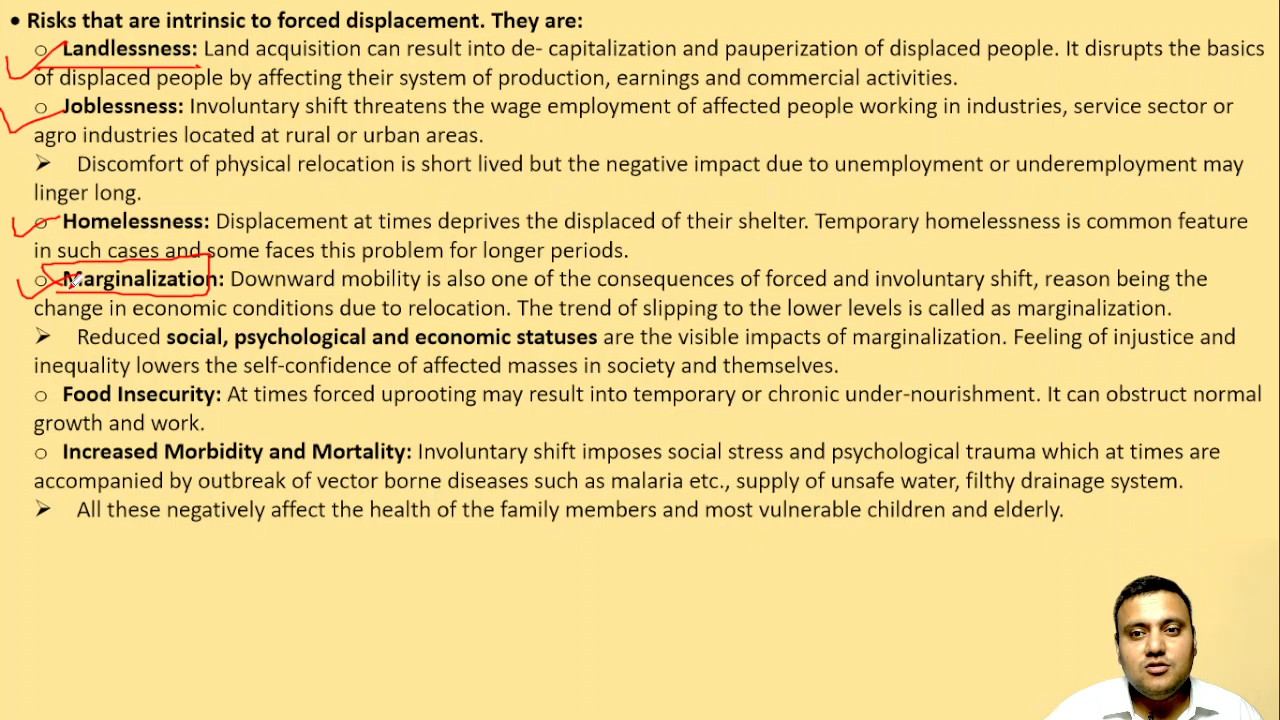 • Risks that are intrinsic to forced displacement. They are:
o Landlessness: Land acquisition can result into de- capitalization and pauperization of displaced people. It disrupts the basics
of displaced people by affecting their system of production, earnings and commercial activities.
o Joblessness: Involuntary shift threatens the wage employment of affected people working in industries, service sector or
agro industries located at rural or urban areas.
➢ Discomfort of physical relocation is short lived but the negative impact due to unemployment or underemployment may
linger long.
o Homelessness: Displacement at times deprives the displaced of their shelter. Temporary homelessness is common feature
in such cases and some faces this problem for longer periods.
o Marginalization: Downward mobility is also one of the consequences of forced and involuntary shift, reason being the
change in economic conditions due to relocation. The trend of slipping to the lower levels is called as marginalization.
➢ Reduced social, psychological and economic statuses are the visible impacts of marginalization. Feeling of injustice and
inequality lowers the self-confidence of affected masses in society and themselves.
o Food Insecurity: At times forced uprooting may result into temporary or chronic under-nourishment. It can obstruct normal
growth and work.
o Increased Morbidity and Mortality: Involuntary shift imposes social stress and psychological trauma which at times are
accompanied by outbreak of vector borne diseases such as malaria etc., supply of unsafe water, filthy drainage system.
➢ All these negatively affect the health of the family members and most vulnerable children and elderly.